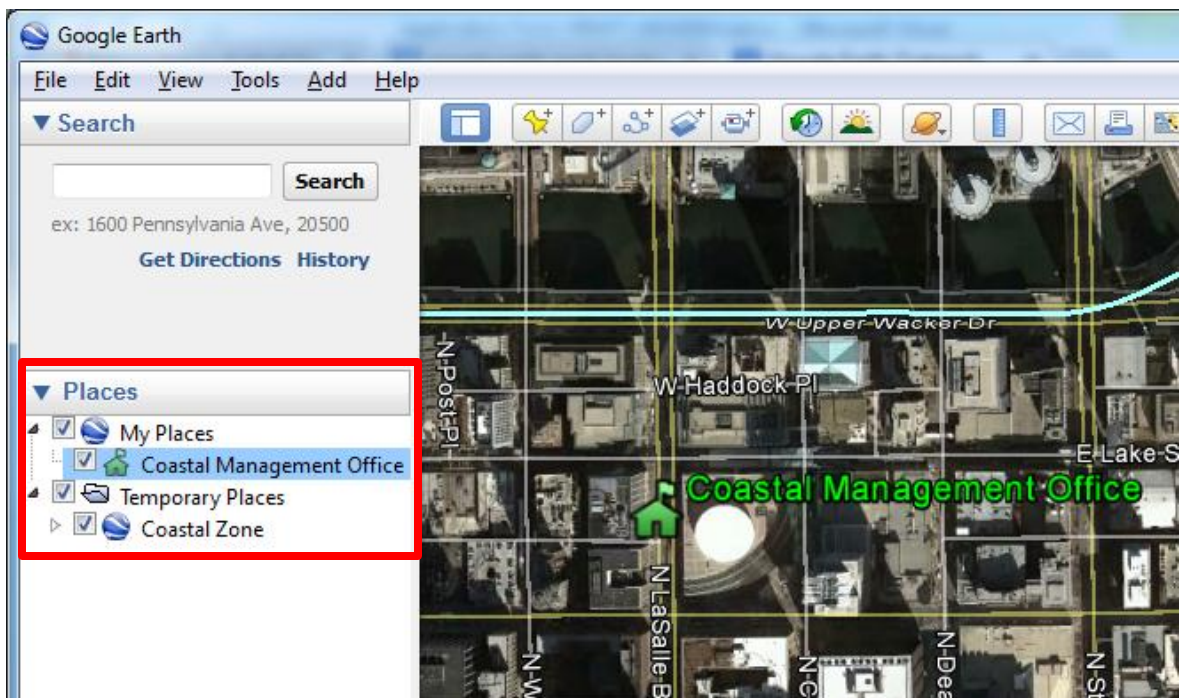 Google Earth
File Edit View Tools Add Help
▼ Search
Search
ex: 1600 Pennsylvania Ave, 20500
Get Directions History
▼ Places
My Places
Coastal Management Office
Temporary Places
Coastal Zone
W Upper Wacker Dr
N Post Pl
W Haddock Pl
E Lake S
Coastal Management Office
N LaSalle B
N W
N C
N Dea
N St